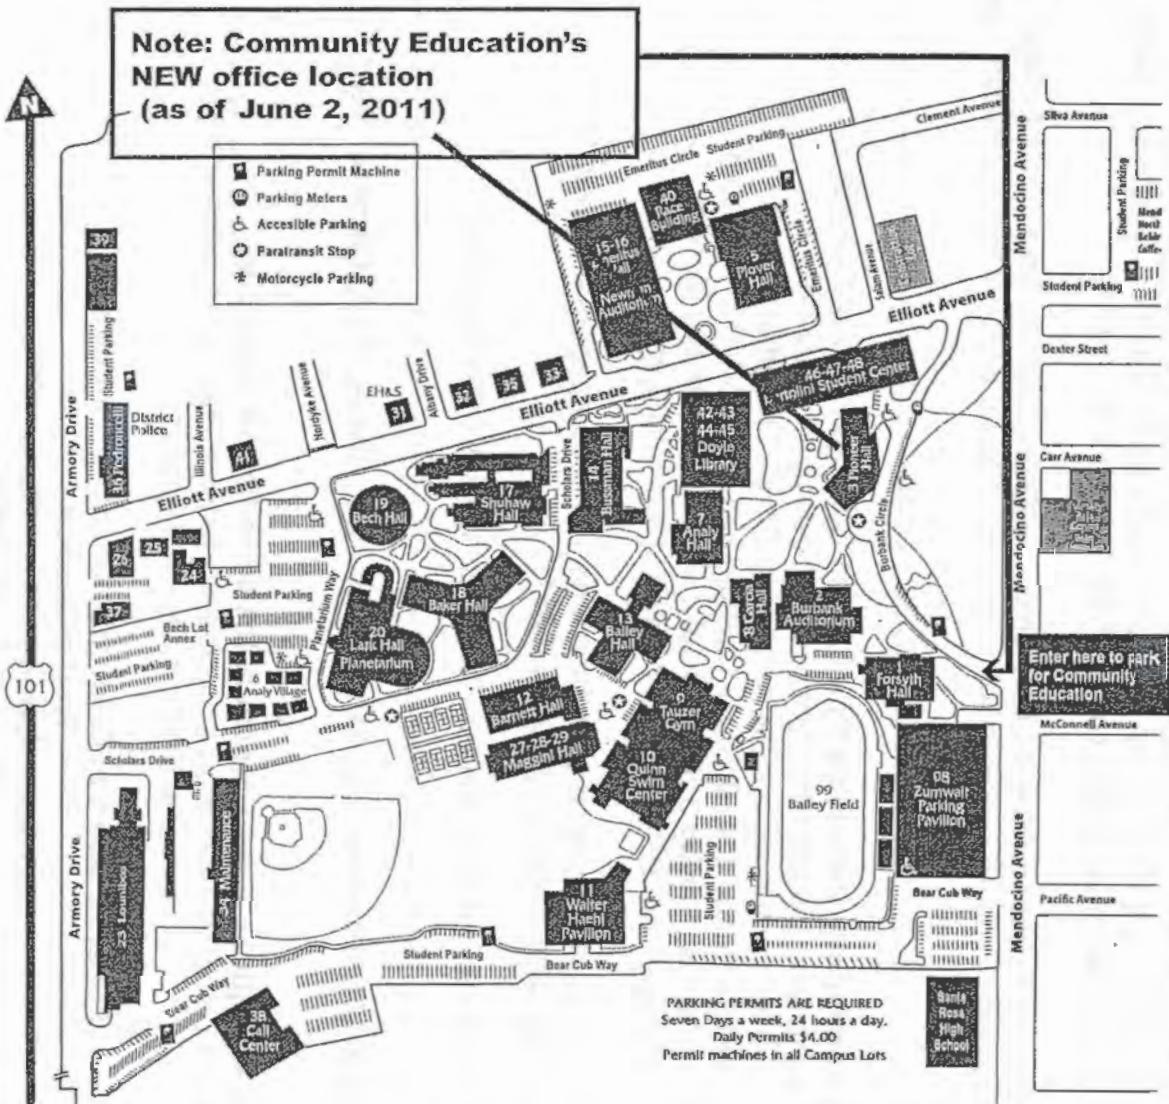 Note: Community Education's
NEW office location
(as of June 2, 2011)
N
Parking Permit Machine
Parking Meters
Accesible Parking
Paratransit Stop
Motorcycle Parking
Emeritus Circle
Student Parking
Clement Avenue
Mendocino Avenue
Silva Avenue
Student Parking
Student Parking
Dexter Street
40
Race
Building
15-16
Auditorium
5
Plover
Hall
Emeritus Circle
Salem Avenue
Elliott Avenue
39
Student Parking
Armory Drive
36 Pedroncelli
District
Police
Illinois Avenue
Nordyke Avenue
EH&S
31
Albany Drive
32
35
33
Elliott Avenue
41
Elliott Avenue
46-47-48
Student Center
42-43
44-45
Doyle
Library
Scholars Drive
14
Bussman Hall
17
Shuhaw
Hall
19
Bech Hall
7
Analy
Hall
Hall
Burbank Circle
Carr Avenue
Mendocino Avenue
Mendocino Avenue
26
25
24
37
Bech Lot
Annex
Student Parking
Student Parking
Planetarium Way
18
Baker Hall
20
Lark Hall
Planetarium
6
Analy Village
13
Bailey
Hall
8 Garcia
Hall
2
Burbank
Auditorium
1
Forsyth
Hall
Enter here to park
for Community
Education
McConnell Avenue
101
Scholars Drive
12
Barnett Hall
27-28-29
Maggini Hall
9
Tauzer
Gym
10
Quinn
Swim
Center
99
Bailey Field
98
Zumwalt
Parking
Pavilion
Armory Drive
23 Lounibos
34 Maintenance
Student Parking
11
Walter
Haehl
Pavilion
Bear Cub Way
Mendocino Avenue
Pacific Avenue
Student Parking
Bear Cub Way
Bear Cub Way
38
Call
Center
PARKING PERMITS ARE REQUIRED
Seven Days a week, 24 hours a day.
Daily Permits $4.00
Permit machines in all Campus Lots
Santa
Rosa
High
School